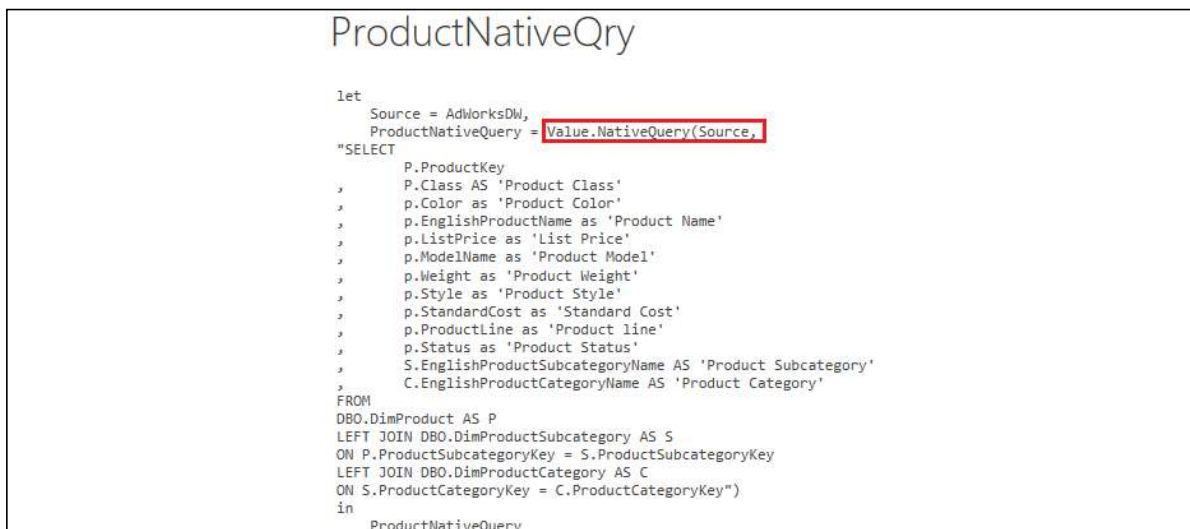 ProductNativeQry
let
    Source = AdWorksDW,
    ProductNativeQuery = Value.NativeQuery(Source,
"SELECT
        P.ProductKey
,       P.Class AS 'Product Class'
,       p.Color as 'Product Color'
,       p.EnglishProductName as 'Product Name'
,       p.ListPrice as 'List Price'
,       p.ModelName as 'Product Model'
,       p.Weight as 'Product Weight'
,       p.Style as 'Product Style'
,       p.StandardCost as 'Standard Cost'
,       p.ProductLine as 'Product line'
,       p.Status as 'Product Status'
,       S.EnglishProductSubcategoryName AS 'Product Subcategory'
,       C.EnglishProductCategoryName AS 'Product Category'
FROM
DBO.DimProduct AS P
LEFT JOIN DBO.DimProductSubcategory AS S
ON P.ProductSubcategoryKey = S.ProductSubcategoryKey
LEFT JOIN DBO.DimProductCategory AS C
ON S.ProductCategoryKey = C.ProductCategoryKey")
in
    ProductNativeQuery